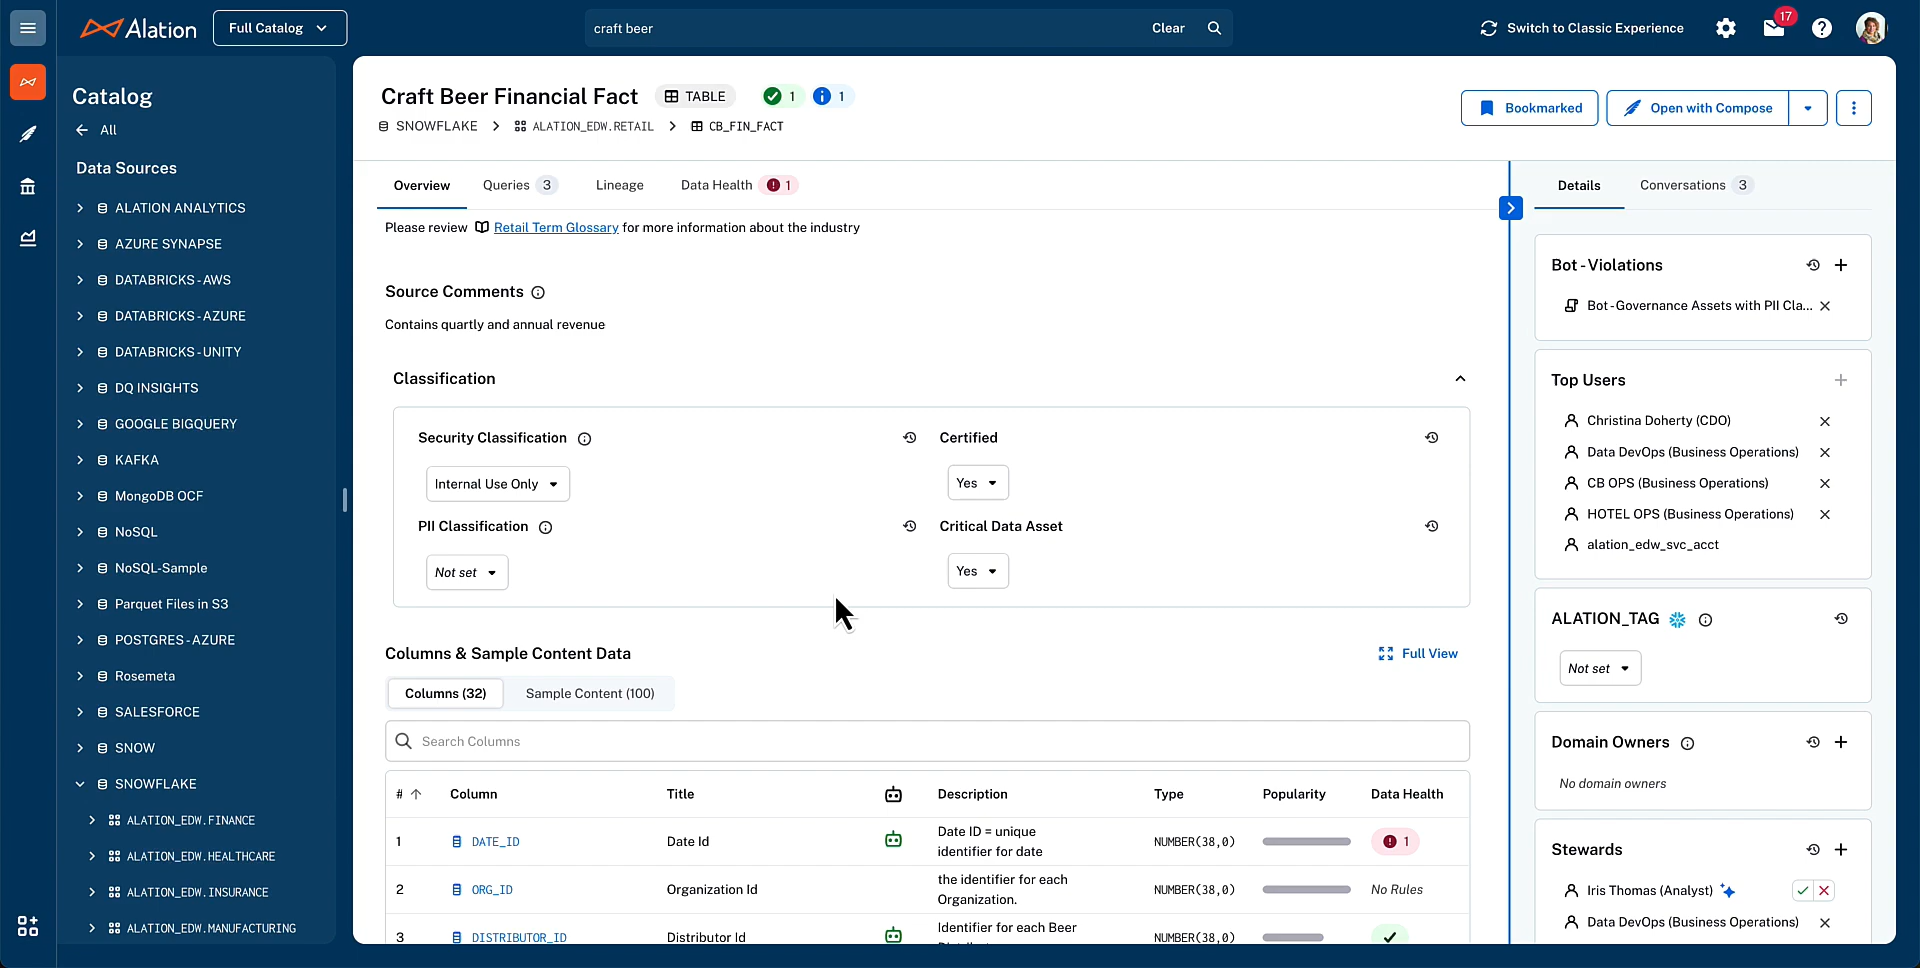 Alation
Full Catalog
craft beer
Clear
Switch to Classic Experience
17
Catalog
All
Data Sources
ALATION ANALYTICS
AZURE SYNAPSE
DATABRICKS-AWS
DATABRICKS-AZURE
DATABRICKS-UNITY
DQ INSIGHTS
GOOGLE BIGQUERY
KAFKA
MongoDB OCF
NoSQL
NoSQL-Sample
Parquet Files in S3
POSTGRES-AZURE
Rosemeta
SALESFORCE
SNOW
SNOWFLAKE
ALATION_EDW.FINANCE
ALATION_EDW.HEALTHCARE
ALATION_EDW.INSURANCE
ALATION_EDW.MANUFACTURING
Craft Beer Financial Fact TABLE 1 1
SNOWFLAKE ALATION_EDW.RETAIL CB_FIN_FACT
Bookmarked
Open with Compose
Overview Queries 3 Lineage Data Health 1
Please review Retail Term Glossary for more information about the industry
Source Comments
Contains quartly and annual revenue
Classification
Security Classification Certified
Internal Use Only Yes
PII Classification Critical Data Asset
Not set Yes
Columns & Sample Content Data Full View
Columns (32) Sample Content (100)
Search Columns
# Column Title Description Type Popularity Data Health
1 DATE_ID Date Id Date ID = unique identifier for date NUMBER(38,0) 1
2 ORG_ID Organization Id the identifier for each Organization. NUMBER(38,0) No Rules
3 DISTRIBUTOR_ID Distributor Id Identifier for each Beer NUMBER(38,0)
Details Conversations 3
Bot-Violations
Bot-Governance Assets with PII Cla...
Top Users
Christina Doherty (CDO)
Data DevOps (Business Operations)
CB OPS (Business Operations)
HOTEL OPS (Business Operations)
alation_edw_svc_acct
ALATION_TAG
Not set
Domain Owners
No domain owners
Stewards
Iris Thomas (Analyst)
Data DevOps (Business Operations)